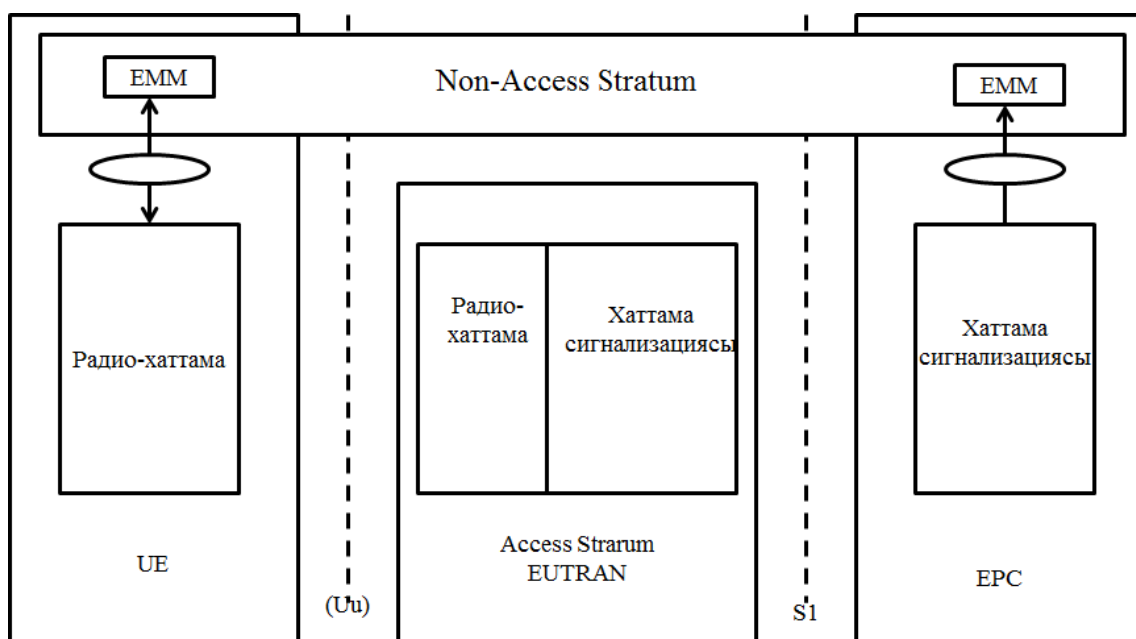 EMM
Non-Access Stratum
EMM
Радио-хаттама
Радио-
хаттама
Хаттама
сигнализациясы
Хаттама
сигнализациясы
UE
(Uu)
Access Strarum
EUTRAN
S1
EPC